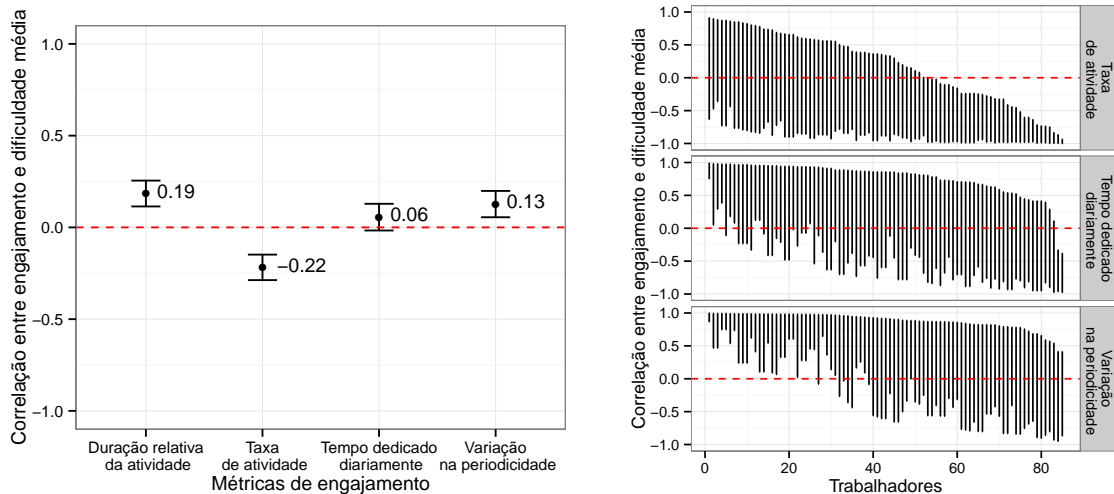 Correlação entre engajamento e dificuldade média
1.0
0.5
0.0
−0.5
−1.0
0.19
−0.22
0.06
0.13
Duração relativa
da atividade
Taxa
de atividade
Tempo dedicado
diariamente
Variação
na periodicidade
Métricas de engajamento
Correlação entre engajamento e dificuldade média
1.0
0.5
0.0
−0.5
−1.0
Taxa
de atividade
1.0
0.5
0.0
−0.5
−1.0
Tempo dedicado
diariamente
1.0
0.5
0.0
−0.5
−1.0
Variação
na periodicidade
0
20
40
60
80
Trabalhadores